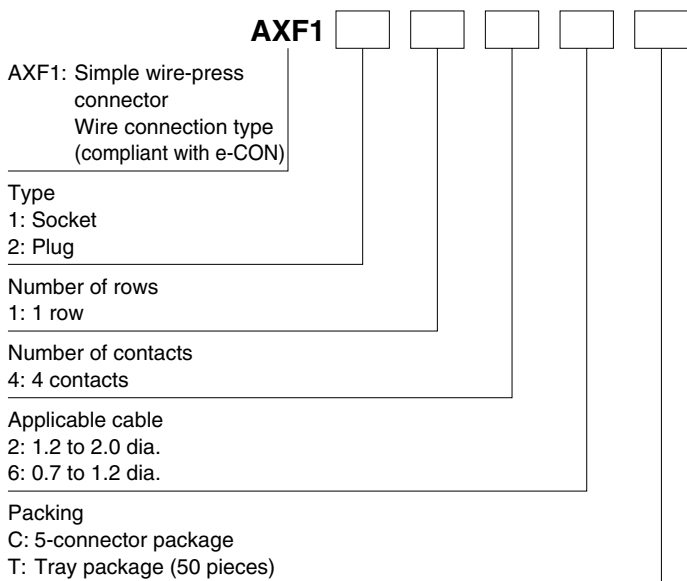 AXF1
AXF1: Simple wire-press
connector
Wire connection type
(compliant with e-CON)
Type
1: Socket
2: Plug
Number of rows
1: 1 row
Number of contacts
4: 4 contacts
Applicable cable
2: 1.2 to 2.0 dia.
6: 0.7 to 1.2 dia.
Packing
C: 5-connector package
T: Tray package (50 pieces)